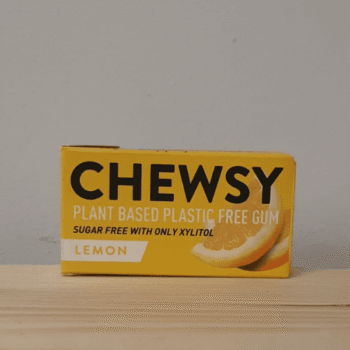 CHEWSY
PLANT BASED PLASTIC FREE GUM
SUGAR FREE WITH ONLY XYLITOL
LEMON